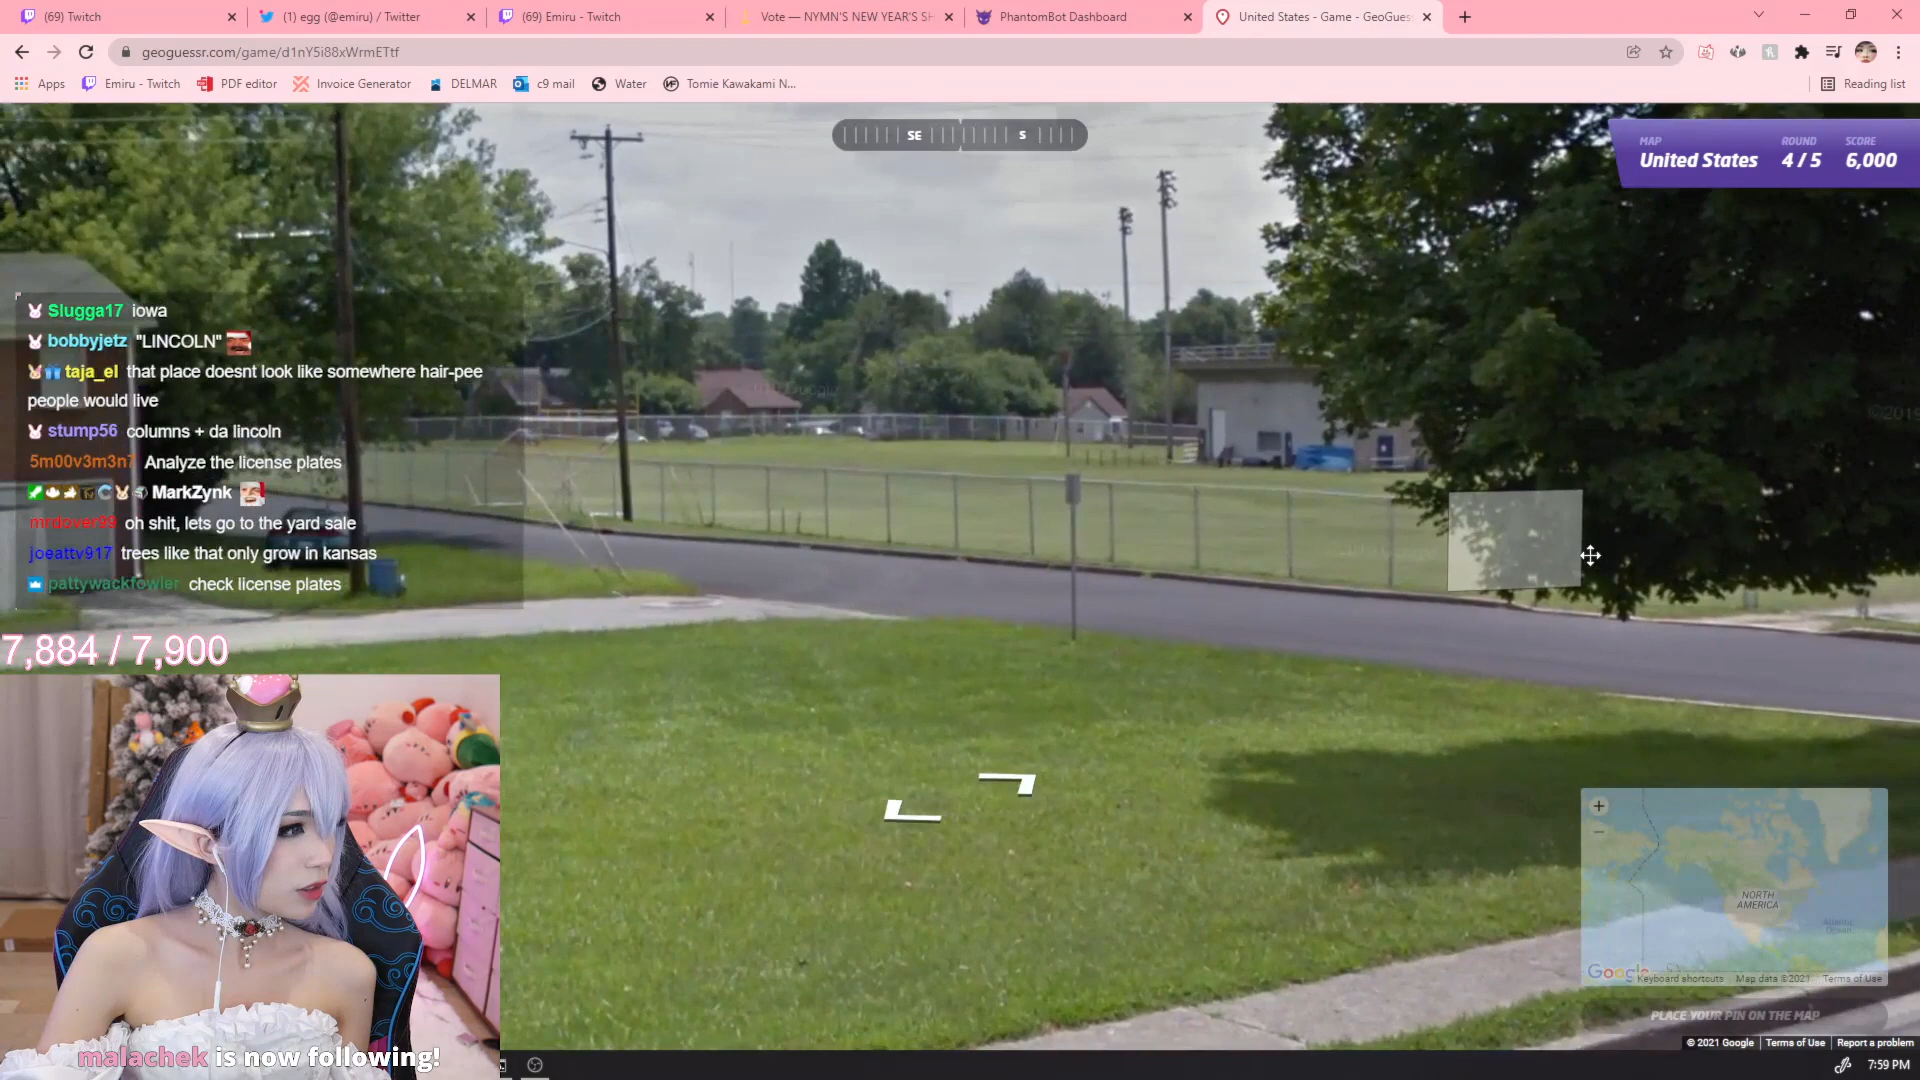 (69) Twitch
(1) egg (@emiru) / Twitter
(69) Emiru - Twitch
Vote — NYMN'S NEW YEAR'S SH
PhantomBot Dashboard
United States - Game - GeoGues
geoguessr.com/game/d1nY5i88xWrmETtf
Apps
Emiru - Twitch
PDF editor
Invoice Generator
DELMAR
c9 mail
Water
Tomie Kawakami N...
Reading list
SE
S
MAP
United States
ROUND
4 / 5
SCORE
6,000
Slugga17 iowa
bobbyjetz "LINCOLN"
taja_el that place doesnt look like somewhere hair-pee
people would live
stump56 columns + da lincoln
5m00v3m3n7 Analyze the license plates
MarkZynk
mrdover99 oh shit, lets go to the yard sale
joeattv917 trees like that only grow in kansas
pattywackfowler check license plates
7,884 / 7,900
malachek is now following!
+
−
NORTH
AMERICA
Atlantic
Ocean
Google
Keyboard shortcuts
Map data ©2021
Terms of Use
PLACE YOUR PIN ON THE MAP
© 2021 Google
Terms of Use
Report a problem
7:59 PM